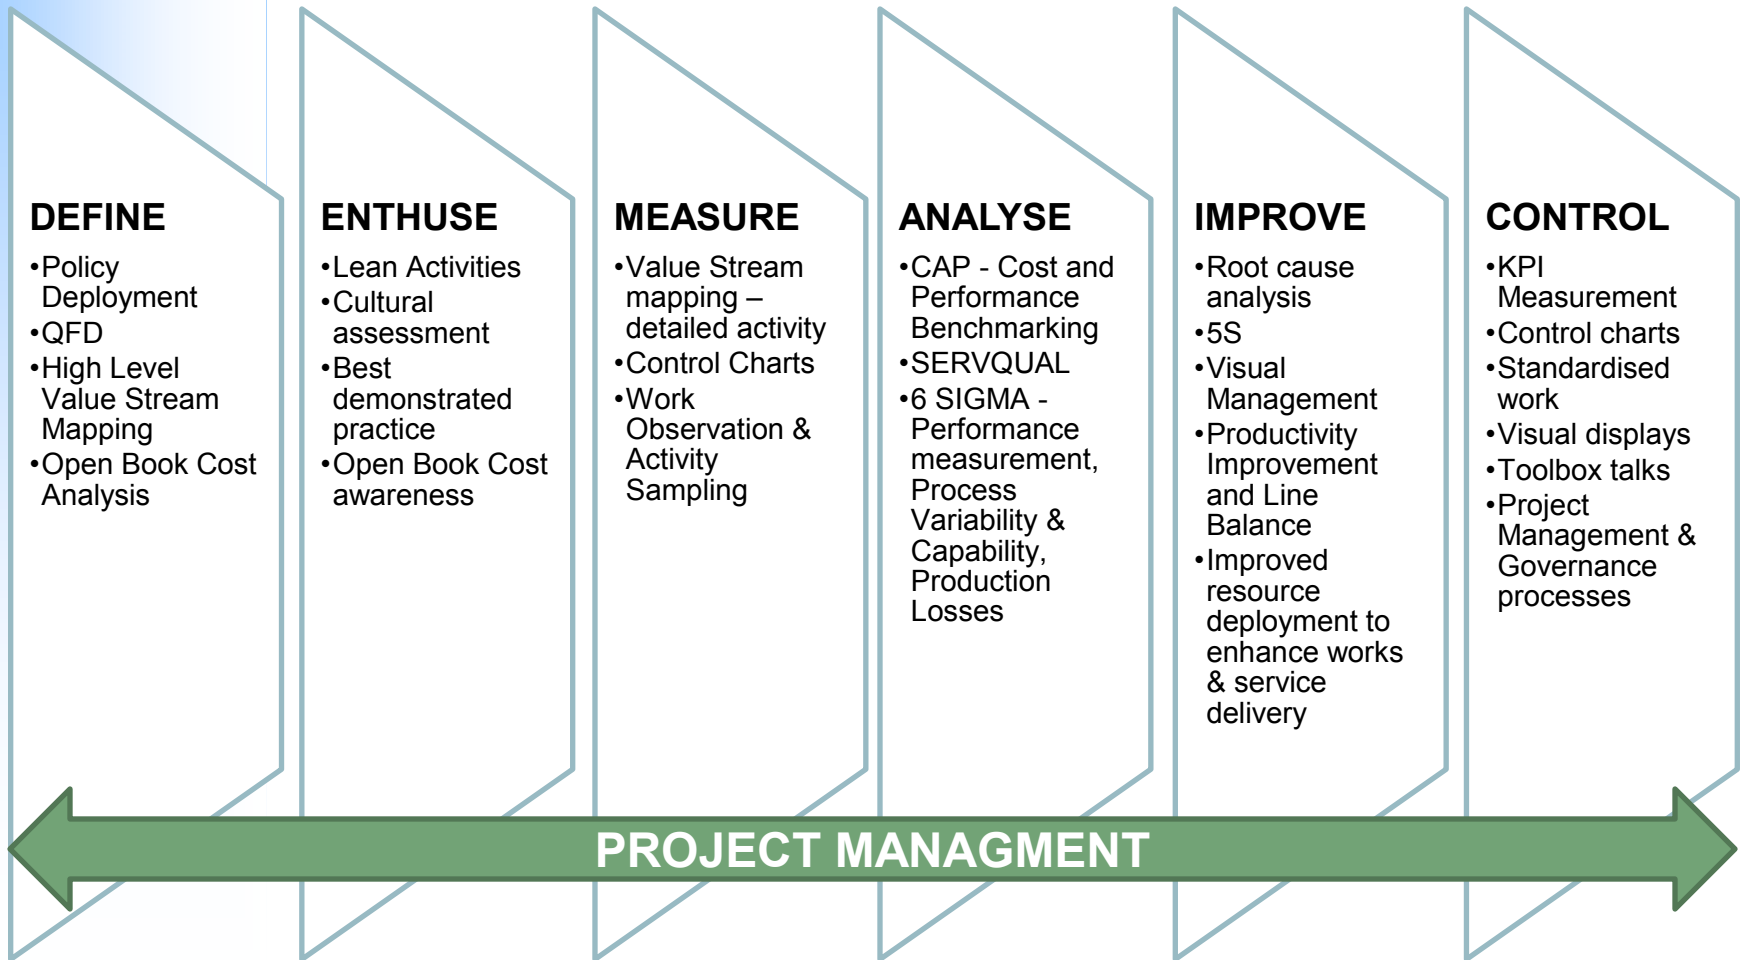 DEFINE
•Policy
Deployment
•QFD
•High Level
Value Stream
Mapping
•Open Book Cost
Analysis
ENTHUSE
•Lean Activities
•Cultural
assessment
•Best
demonstrated
practice
•Open Book Cost
awareness
MEASURE
•Value Stream
mapping –
detailed activity
•Control Charts
•Work
Observation &
Activity
Sampling
ANALYSE
•CAP - Cost and
Performance
Benchmarking
•SERVQUAL
•6 SIGMA -
Performance
measurement,
Process
Variability &
Capability,
Production
Losses
IMPROVE
•Root cause
analysis
•5S
•Visual
Management
•Productivity
Improvement
and Line
Balance
•Improved
resource
deployment to
enhance works
& service
delivery
CONTROL
•KPI
Measurement
•Control charts
•Standardised
work
•Visual displays
•Toolbox talks
•Project
Management &
Governance
processes
PROJECT MANAGMENT